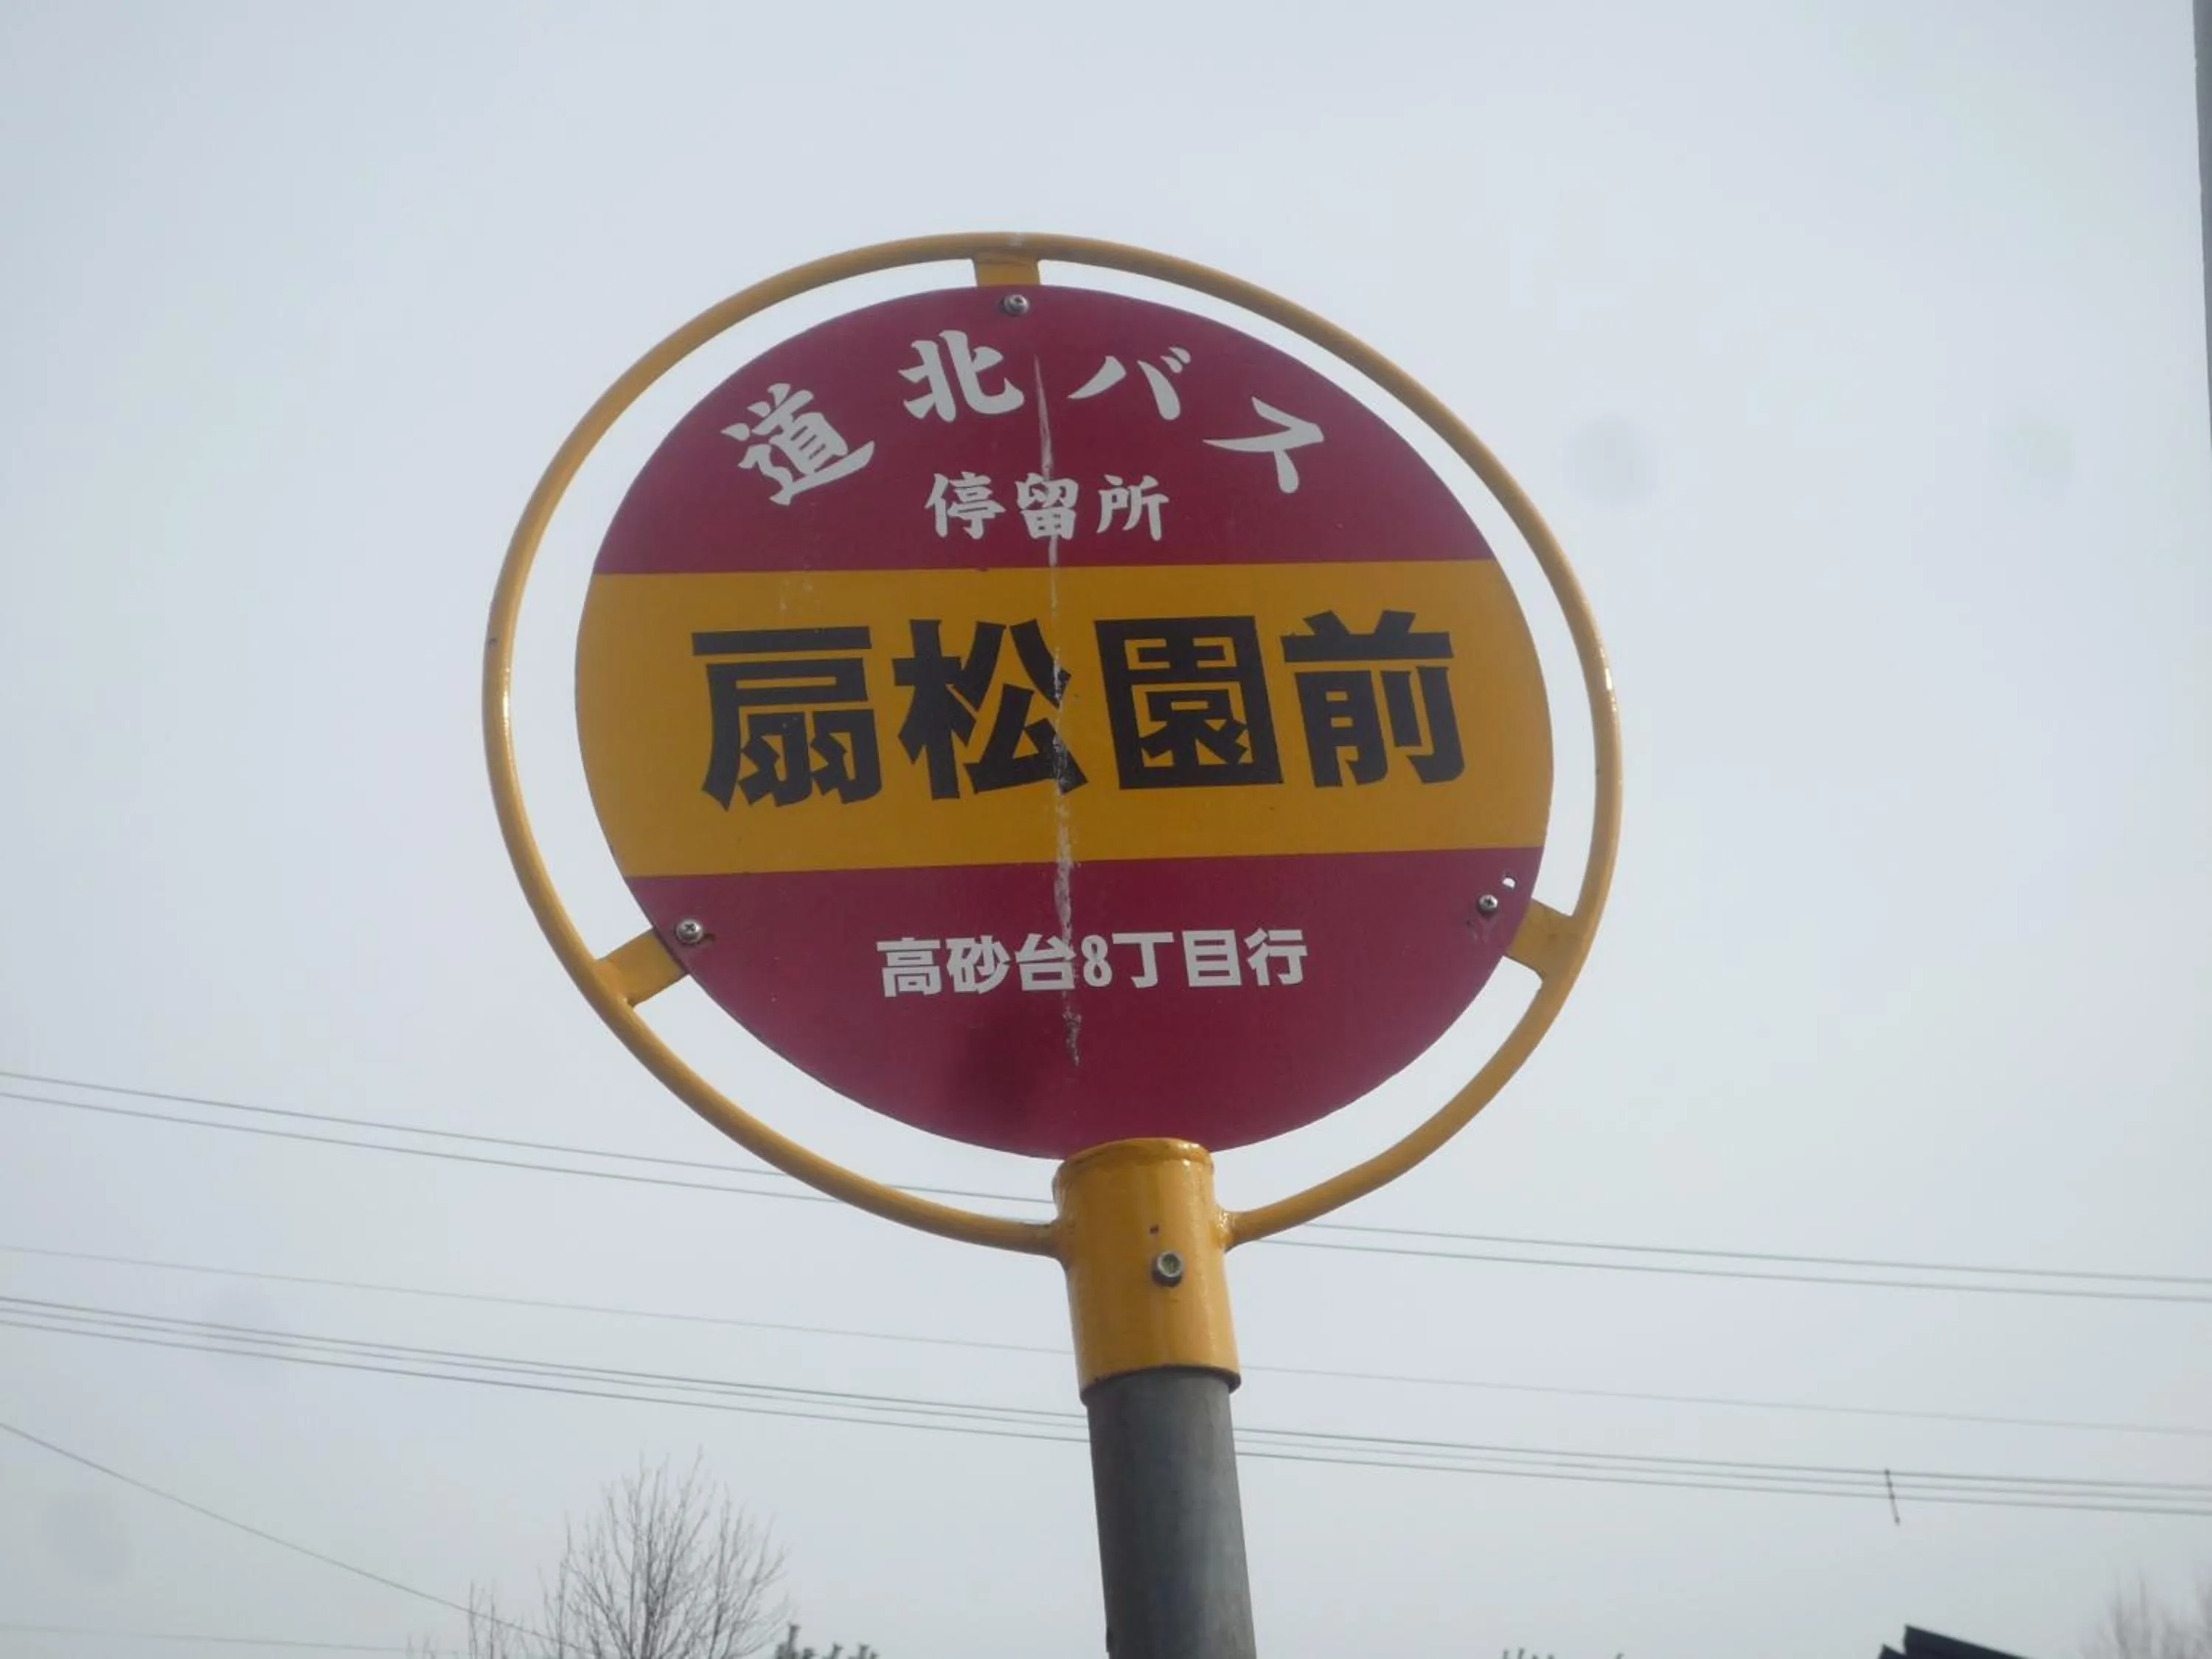 道北バス
停留所
扇松園前
高砂台8丁目行